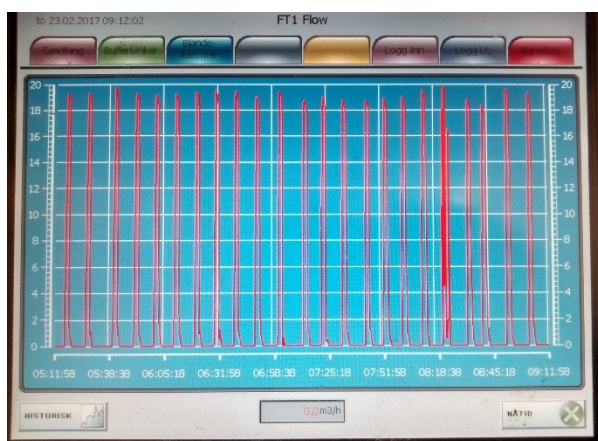 to 23.02.2017 09:12:02
FT1 Flow
Sandfang
Buffertanker
Blande-
kammer
Logg Inn
Logg Ut
20
18
16
14
12
10
8
6
4
2
0
20
18
16
14
12
10
8
6
4
2
0
05:11:58 05:38:38 06:05:18 06:31:58 06:58:38 07:25:18 07:51:58 08:18:38 08:45:18 09:11:58
HISTORISK
0,0 m3/h
NÅTID